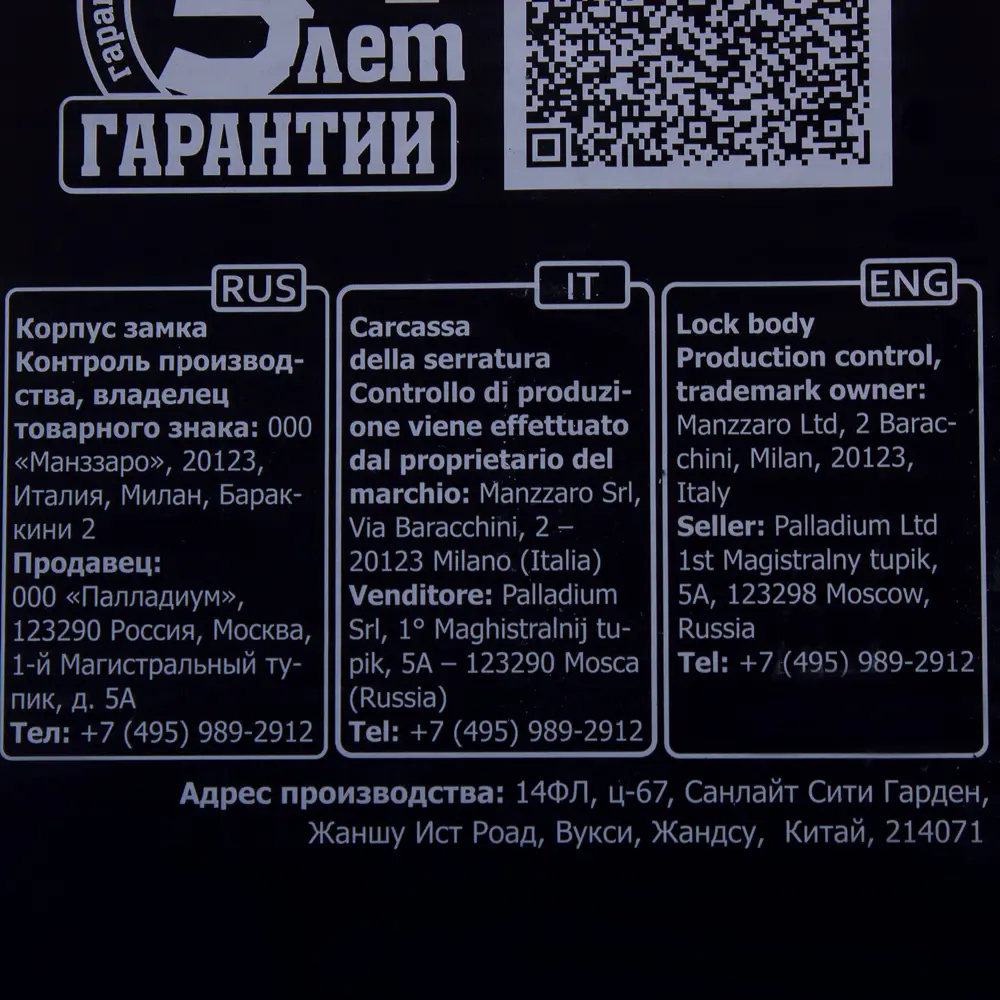 гаран
5 лет
ГАРАНТИИ
RUS
Корпус замка
Контроль производ-
ства, владелец
товарного знака: ООО
«Манззаро», 20123,
Италия, Милан, Барак-
кини 2
Продавец:
ООО «Палладиум»,
123290 Россия, Москва,
1-й Магистральный ту-
пик, д. 5А
Тел: +7 (495) 989-2912
IT
Carcassa
della serratura
Controllo di produzi-
one viene effettuato
dal proprietario del
marchio: Manzzaro Srl,
Via Baracchini, 2 –
20123 Milano (Italia)
Venditore: Palladium
Srl, 1° Maghistralnij tu-
pik, 5A – 123290 Mosca
(Russia)
Tel: +7 (495) 989-2912
ENG
Lock body
Production control,
trademark owner:
Manzzaro Ltd, 2 Barac-
chini, Milan, 20123,
Italy
Seller: Palladium Ltd
1st Magistralny tupik,
5A, 123298 Moscow,
Russia
Tel: +7 (495) 989-2912
Адрес производства: 14ФЛ, ц-67, Санлайт Сити Гарден,
Жаншу Ист Роад, Вукси, Жандсу, Китай, 214071